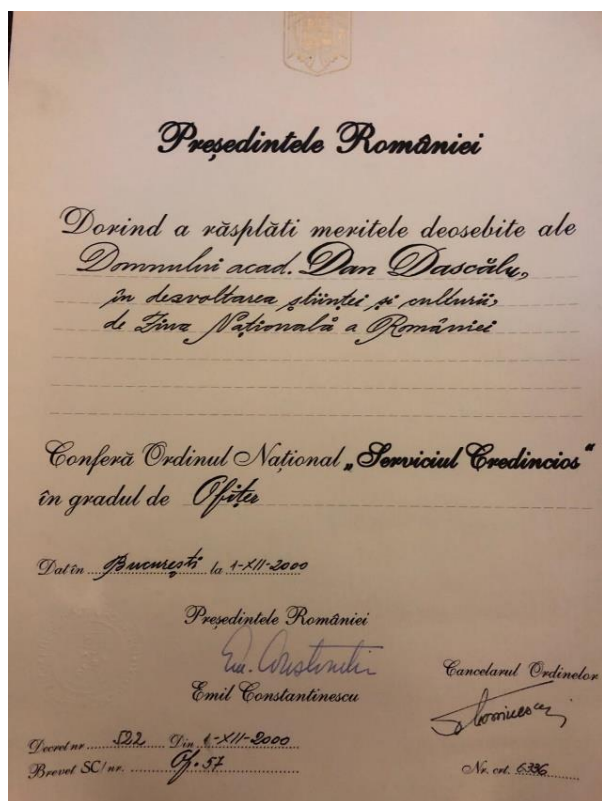 Președintele României
Dorind a răsplăti meritele deosebite ale
Domnului acad. Dan Dascălu,
în dezvoltarea științei și culturii,
de Ziua Națională a României
Conferă Ordinul Național „Serviciul Credincios“
în gradul de Ofițer
Dat în București la 1-XII-2000
Președintele României
Em. Constantinescu
Emil Constantinescu
Cancelarul Ordinelor
Decret nr. 522 Din 1-XII-2000
Brevet SC/nr. Of. 57
Nr. crt. 6336